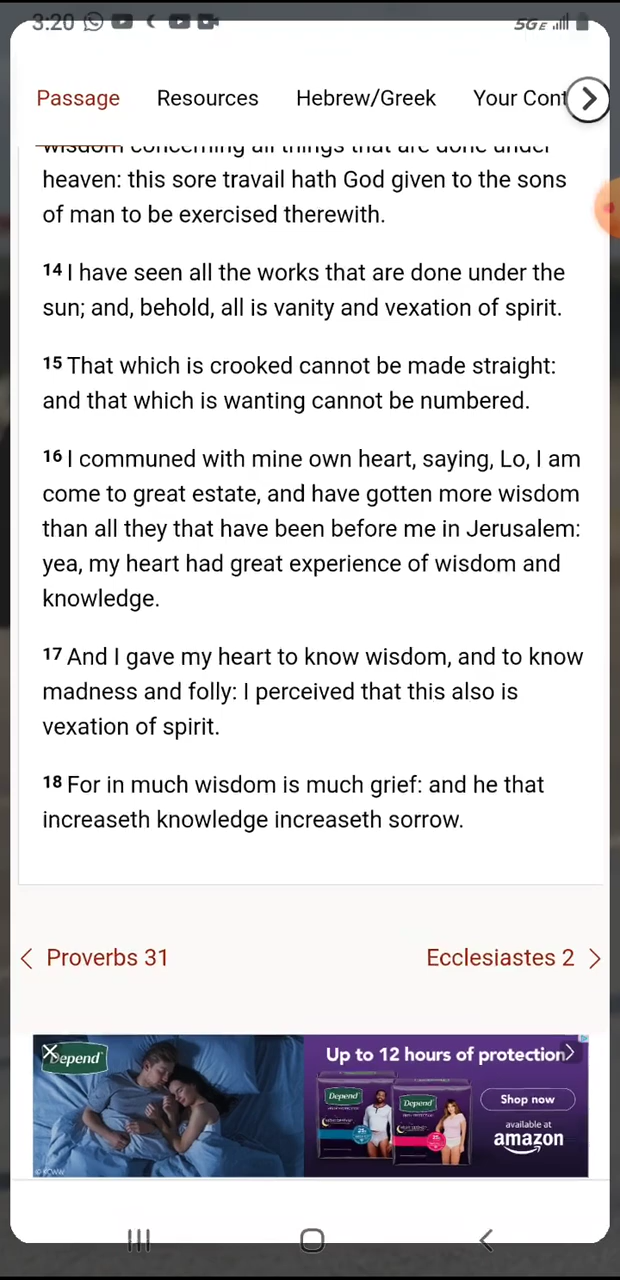 3:20
5GE
Passage Resources Hebrew/Greek Your Cont
wisdom concerning all things that are done under
heaven: this sore travail hath God given to the sons
of man to be exercised therewith.
14 I have seen all the works that are done under the
sun; and, behold, all is vanity and vexation of spirit.
15 That which is crooked cannot be made straight:
and that which is wanting cannot be numbered.
16 I communed with mine own heart, saying, Lo, I am
come to great estate, and have gotten more wisdom
than all they that have been before me in Jerusalem:
yea, my heart had great experience of wisdom and
knowledge.
17 And I gave my heart to know wisdom, and to know
madness and folly: I perceived that this also is
vexation of spirit.
18 For in much wisdom is much grief: and he that
increaseth knowledge increaseth sorrow.
Proverbs 31
Ecclesiastes 2
Depend
Up to 12 hours of protection
Depend
Depend
Shop now
available at
amazon